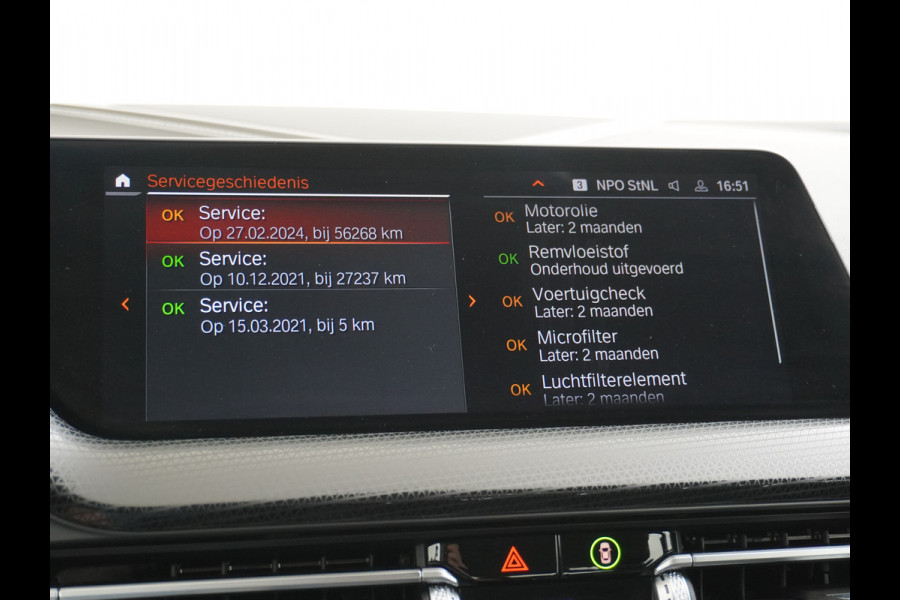 Servicegeschiedenis
3 NPO StNL 16:51
OK Service:
Op 27.02.2024, bij 56268 km
OK Service:
Op 10.12.2021, bij 27237 km
OK Service:
Op 15.03.2021, bij 5 km
OK Motorolie
Later: 2 maanden
OK Remvloeistof
Onderhoud uitgevoerd
OK Voertuigcheck
Later: 2 maanden
OK Microfilter
Later: 2 maanden
OK Luchtfilterelement
Later: 2 maanden